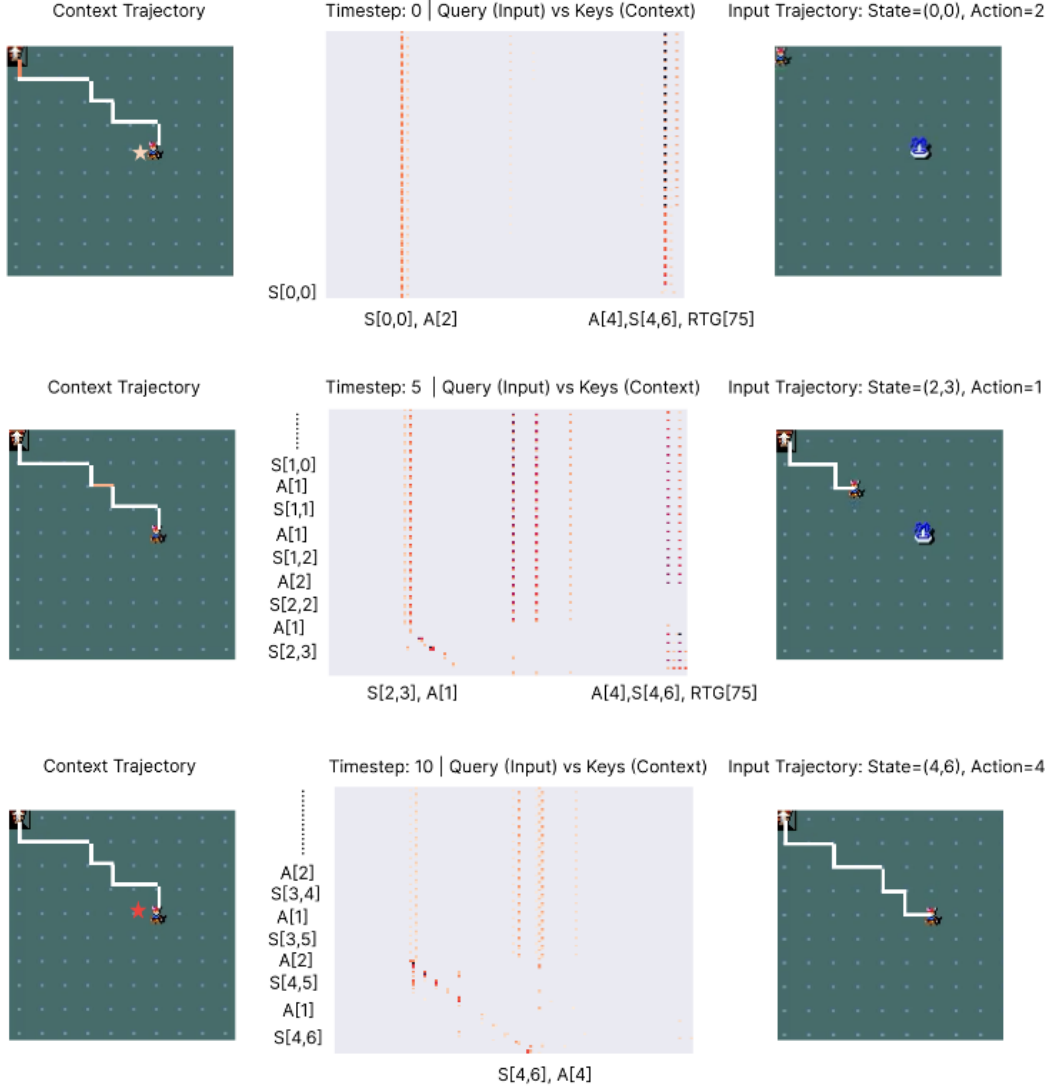 Context Trajectory
Timestep: 0 | Query (Input) vs Keys (Context)
Input Trajectory: State=(0,0), Action=2
S[0,0]
S[0,0], A[2]
A[4],S[4,6], RTG[75]
Context Trajectory
Timestep: 5 | Query (Input) vs Keys (Context)
Input Trajectory: State=(2,3), Action=1
S[1,0]
A[1]
S[1,1]
A[1]
S[1,2]
A[2]
S[2,2]
A[1]
S[2,3]
S[2,3], A[1]
A[4],S[4,6], RTG[75]
Context Trajectory
Timestep: 10 | Query (Input) vs Keys (Context)
Input Trajectory: State=(4,6), Action=4
A[2]
S[3,4]
A[1]
S[3,5]
A[2]
S[4,5]
A[1]
S[4,6]
S[4,6], A[4]